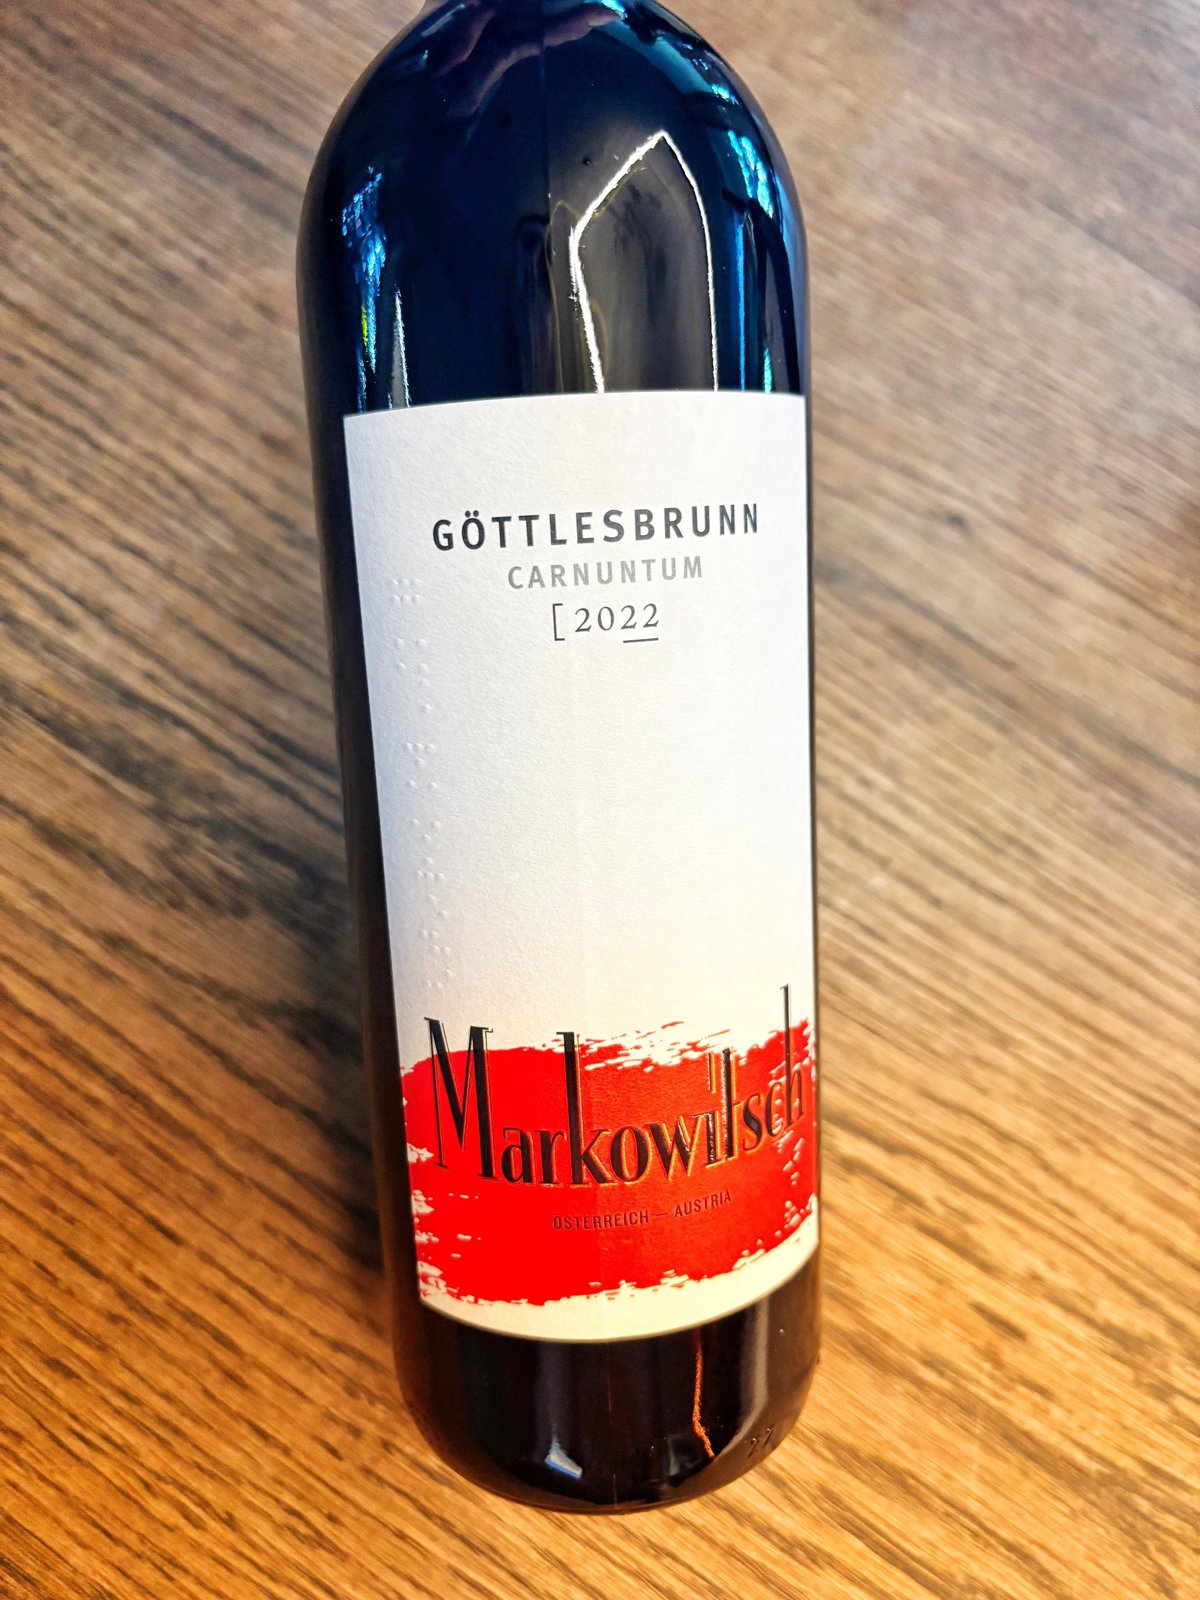 GÖTTLESBRUNN
CARNUNTUM
[2022
Markowitsch
ÖSTERREICH — AUSTRIA